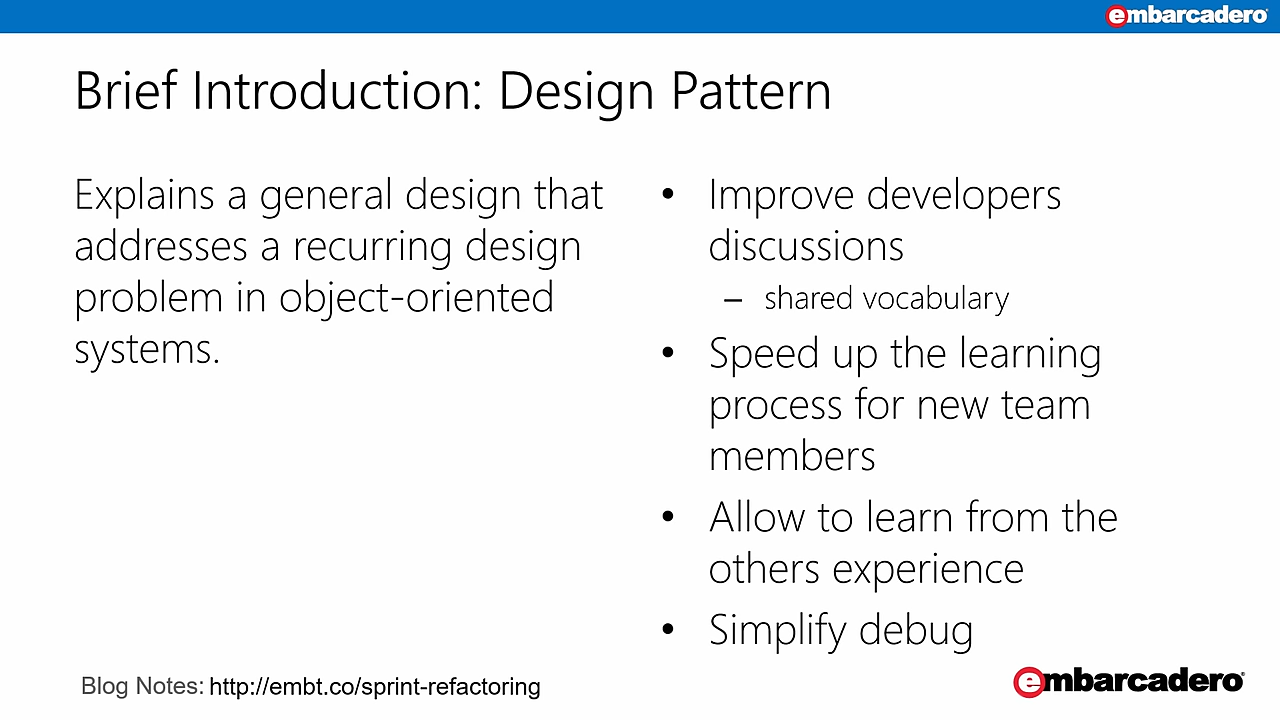 embarcadero
Brief Introduction: Design Pattern
Explains a general design that
addresses a recurring design
problem in object-oriented
systems.
• Improve developers
discussions
– shared vocabulary
• Speed up the learning
process for new team
members
• Allow to learn from the
others experience
• Simplify debug
Blog Notes: http://embt.co/sprint-refactoring
embarcadero